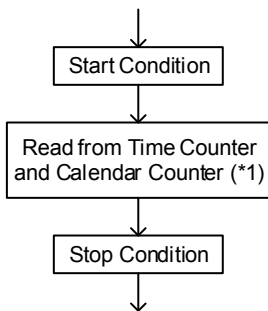 Start Condition
Read from Time Counter
and Calendar Counter (*1)
Stop Condition